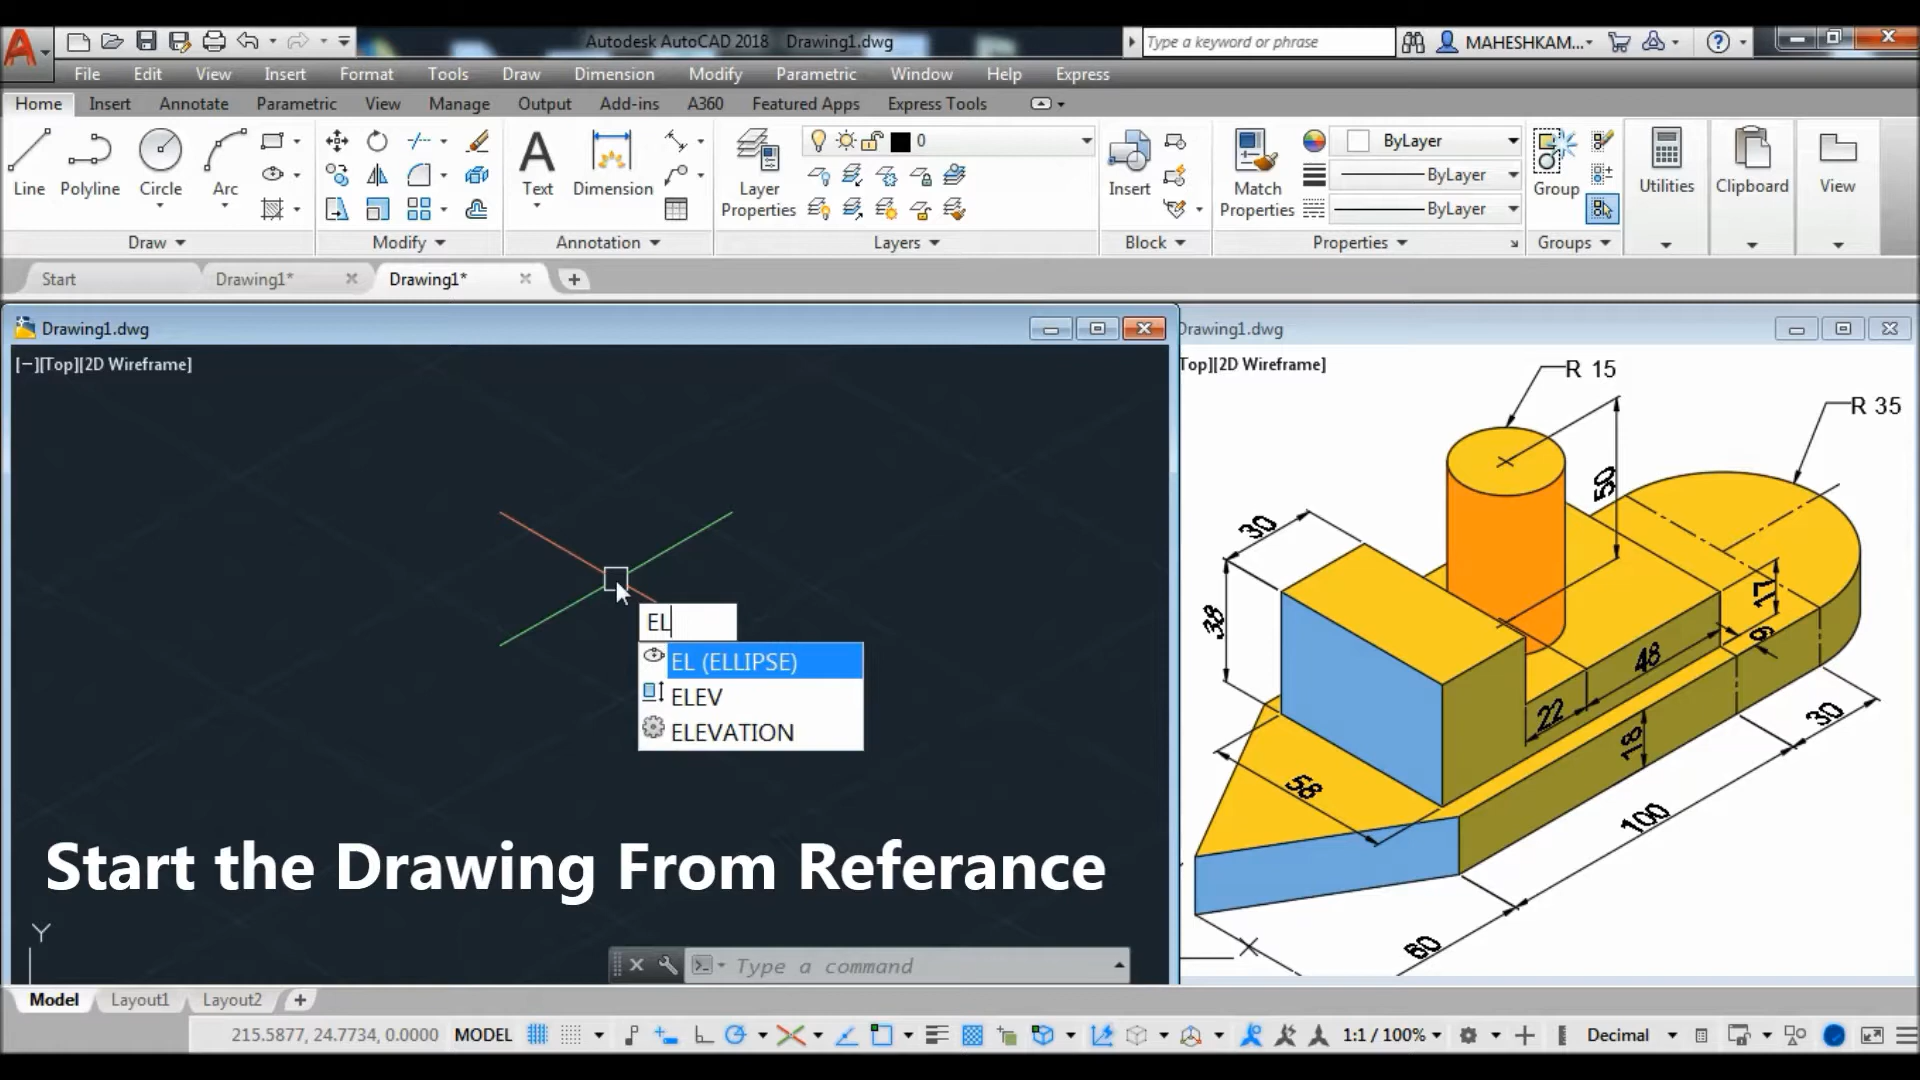 Autodesk AutoCAD 2018 Drawing1.dwg
Type a keyword or phrase
MAHESHKAM...
File Edit View Insert Format Tools Draw Dimension Modify Parametric Window Help Express
Home Insert Annotate Parametric View Manage Output Add-ins A360 Featured Apps Express Tools
Line Polyline Circle Arc
Text Dimension
Layer Properties
0
Insert
Match Properties
ByLayer
ByLayer
ByLayer
Group
Utilities
Clipboard
View
Draw Modify Annotation Layers Block Properties Groups
Start Drawing1* Drawing1*
Drawing1.dwg
[−][Top][2D Wireframe]
EL
EL (ELLIPSE)
ELEV
ELEVATION
Start the Drawing From Referance
Y
Type a command
Drawing1.dwg
Top][2D Wireframe]
R 15
R 35
50
30
38
17
9
48
22
18
30
58
100
60
Model Layout1 Layout2
215.5877, 24.7734, 0.0000 MODEL 1:1 / 100% Decimal